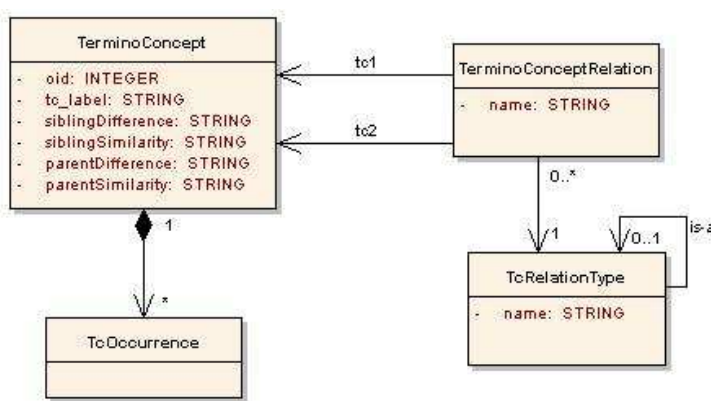 TerminoConcept
- oid: INTEGER
- tc_label: STRING
- siblingDifference: STRING
- siblingSimilarity: STRING
- parentDifference: STRING
- parentSimilarity: STRING
tc1
tc2
TerminoConceptRelation
- name: STRING
0..*
1
1
*
0..1
is-a
TcRelationType
- name: STRING
TcOccurrence